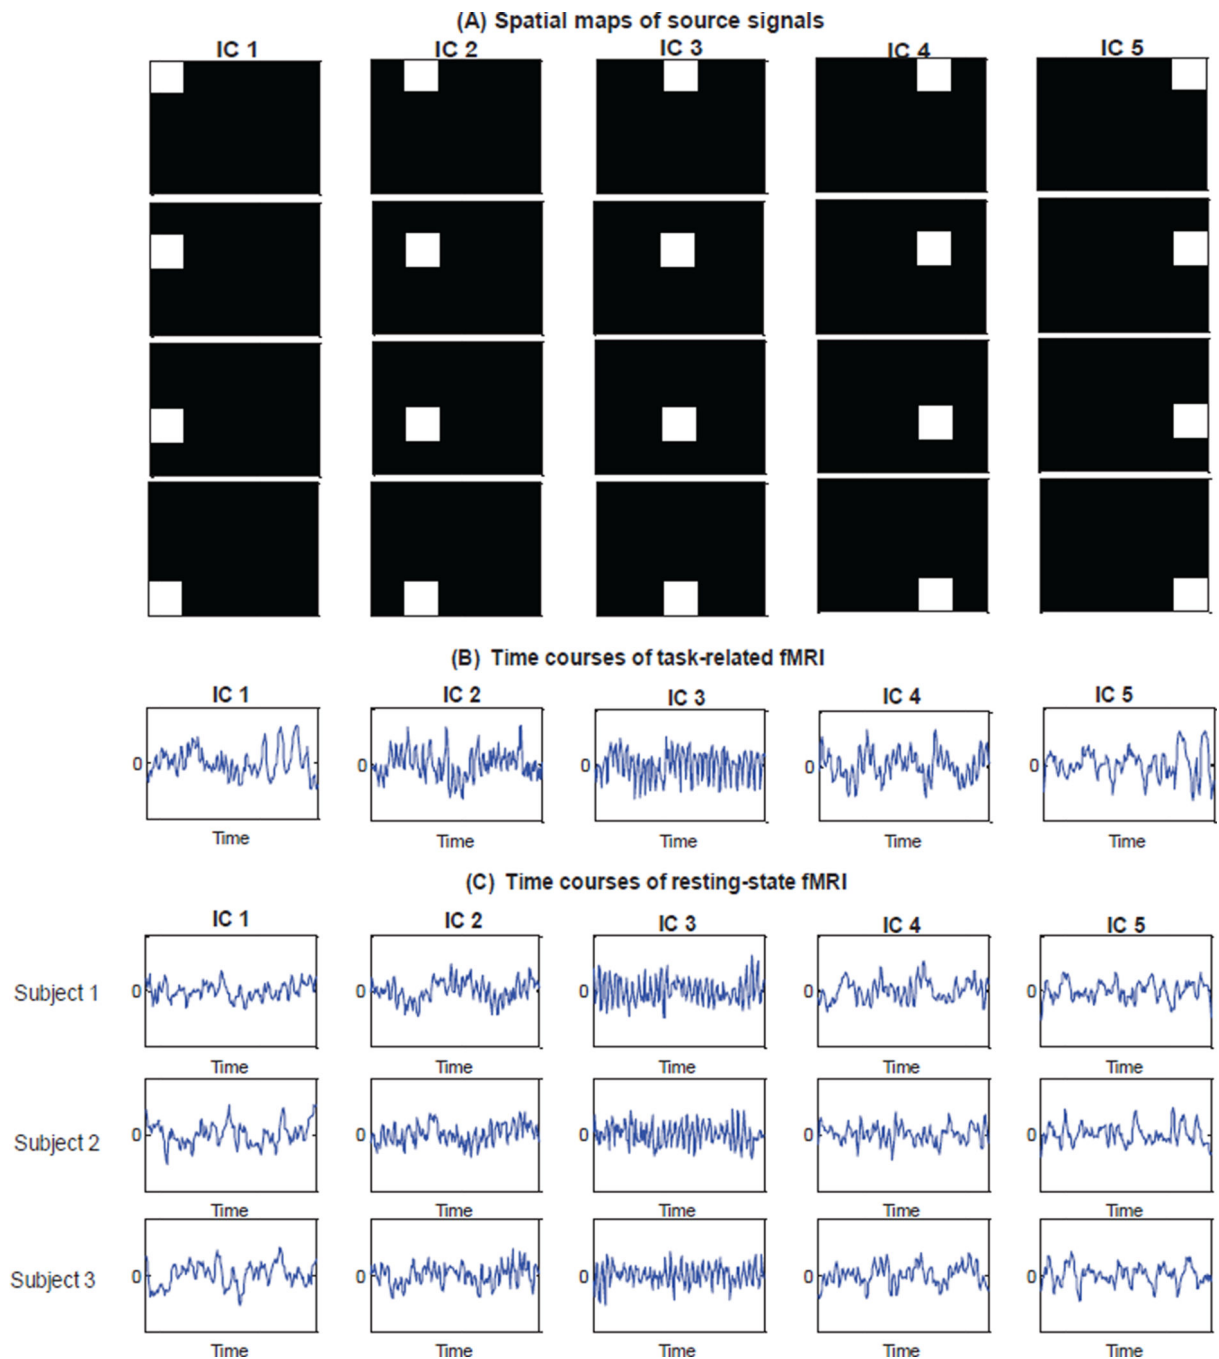 (A) Spatial maps of source signals
IC 1 IC 2 IC 3 IC 4 IC 5
(B) Time courses of task-related fMRI
IC 1 IC 2 IC 3 IC 4 IC 5
0 0 0 0 0
Time Time Time Time Time
(C) Time courses of resting-state fMRI
IC 1 IC 2 IC 3 IC 4 IC 5
Subject 1 0 0 0 0 0
Time Time Time Time Time
Subject 2 0 0 0 0 0
Time Time Time Time Time
Subject 3 0 0 0 0 0
Time Time Time Time Time